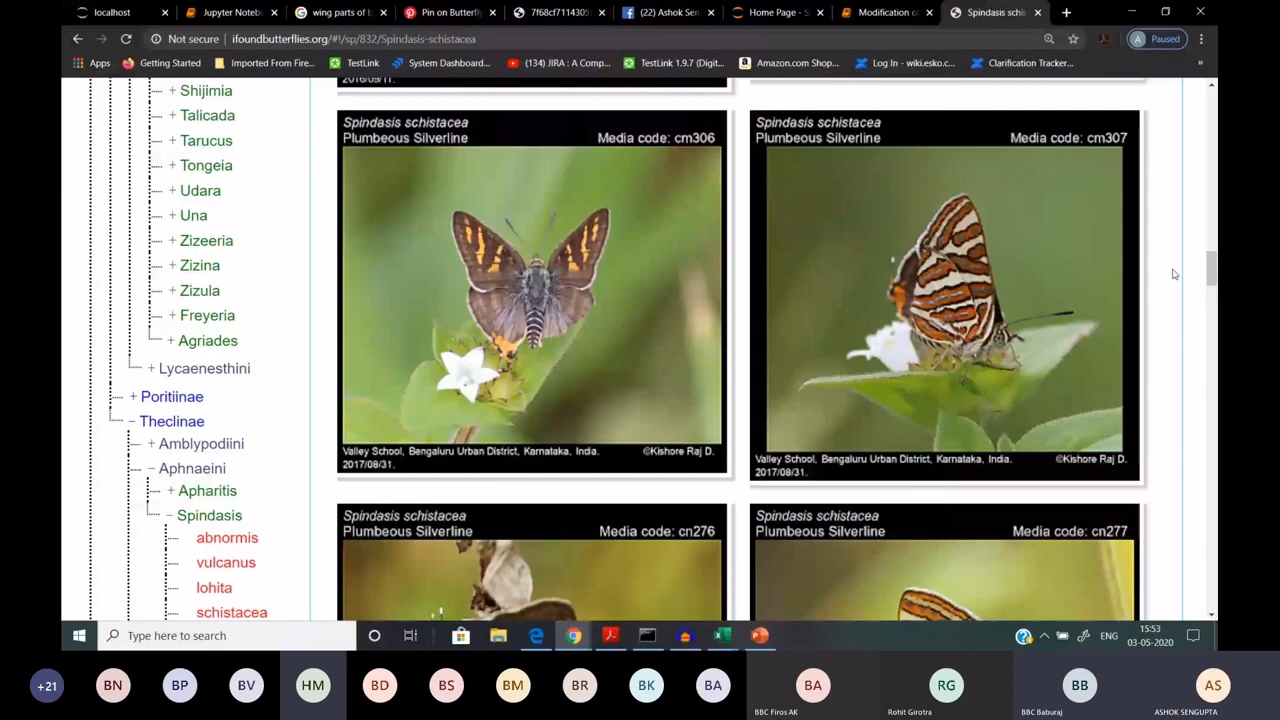 localhost
Jupyter Noteb
wing parts of b
Pin on Butterfl
7f68cf7114305
(22) Ashok Sen
Home Page - S
Modification o
Spindasis schis
Paused
Not secure ifoundbutterflies.org/#!/sp/832/Spindasis-schistacea
Apps
Getting Started
Imported From Fire...
TestLink
System Dashboard...
(134) JIRA : A Comp...
TestLink 1.9.7 (Digit...
Amazon.com Shop...
Log In - wiki.esko.c...
Clarification Tracker...
»
2016/09/11.
+ Shijimia
+ Talicada
+ Tarucus
+ Tongeia
+ Udara
+ Una
+ Zizeeria
+ Zizina
+ Zizula
+ Freyeria
+ Agriades
+ Lycaenesthini
+ Poritiinae
– Theclinae
+ Amblypodiini
– Aphnaeini
+ Apharitis
– Spindasis
abnormis
vulcanus
lohita
schistacea
Spindasis schistacea
Plumbeous Silverline Media code: cm306
Valley School, Bengaluru Urban District, Karnataka, India. ©Kishore Raj D.
2017/08/31.
Spindasis schistacea
Plumbeous Silverline Media code: cm307
Valley School, Bengaluru Urban District, Karnataka, India. ©Kishore Raj D.
2017/08/31.
Spindasis schistacea
Plumbeous Silverline Media code: cn276
Spindasis schistacea
Plumbeous Silverline Media code: cn277
Type here to search
ENG
15:53
03-05-2020
+21
BN
BP
BV
HM
BD
BS
BM
BR
BK
BA
BA
BBC Firos AK
RG
Rohit Girotra
BB
BBC Baburaj
AS
ASHOK SENGUPTA